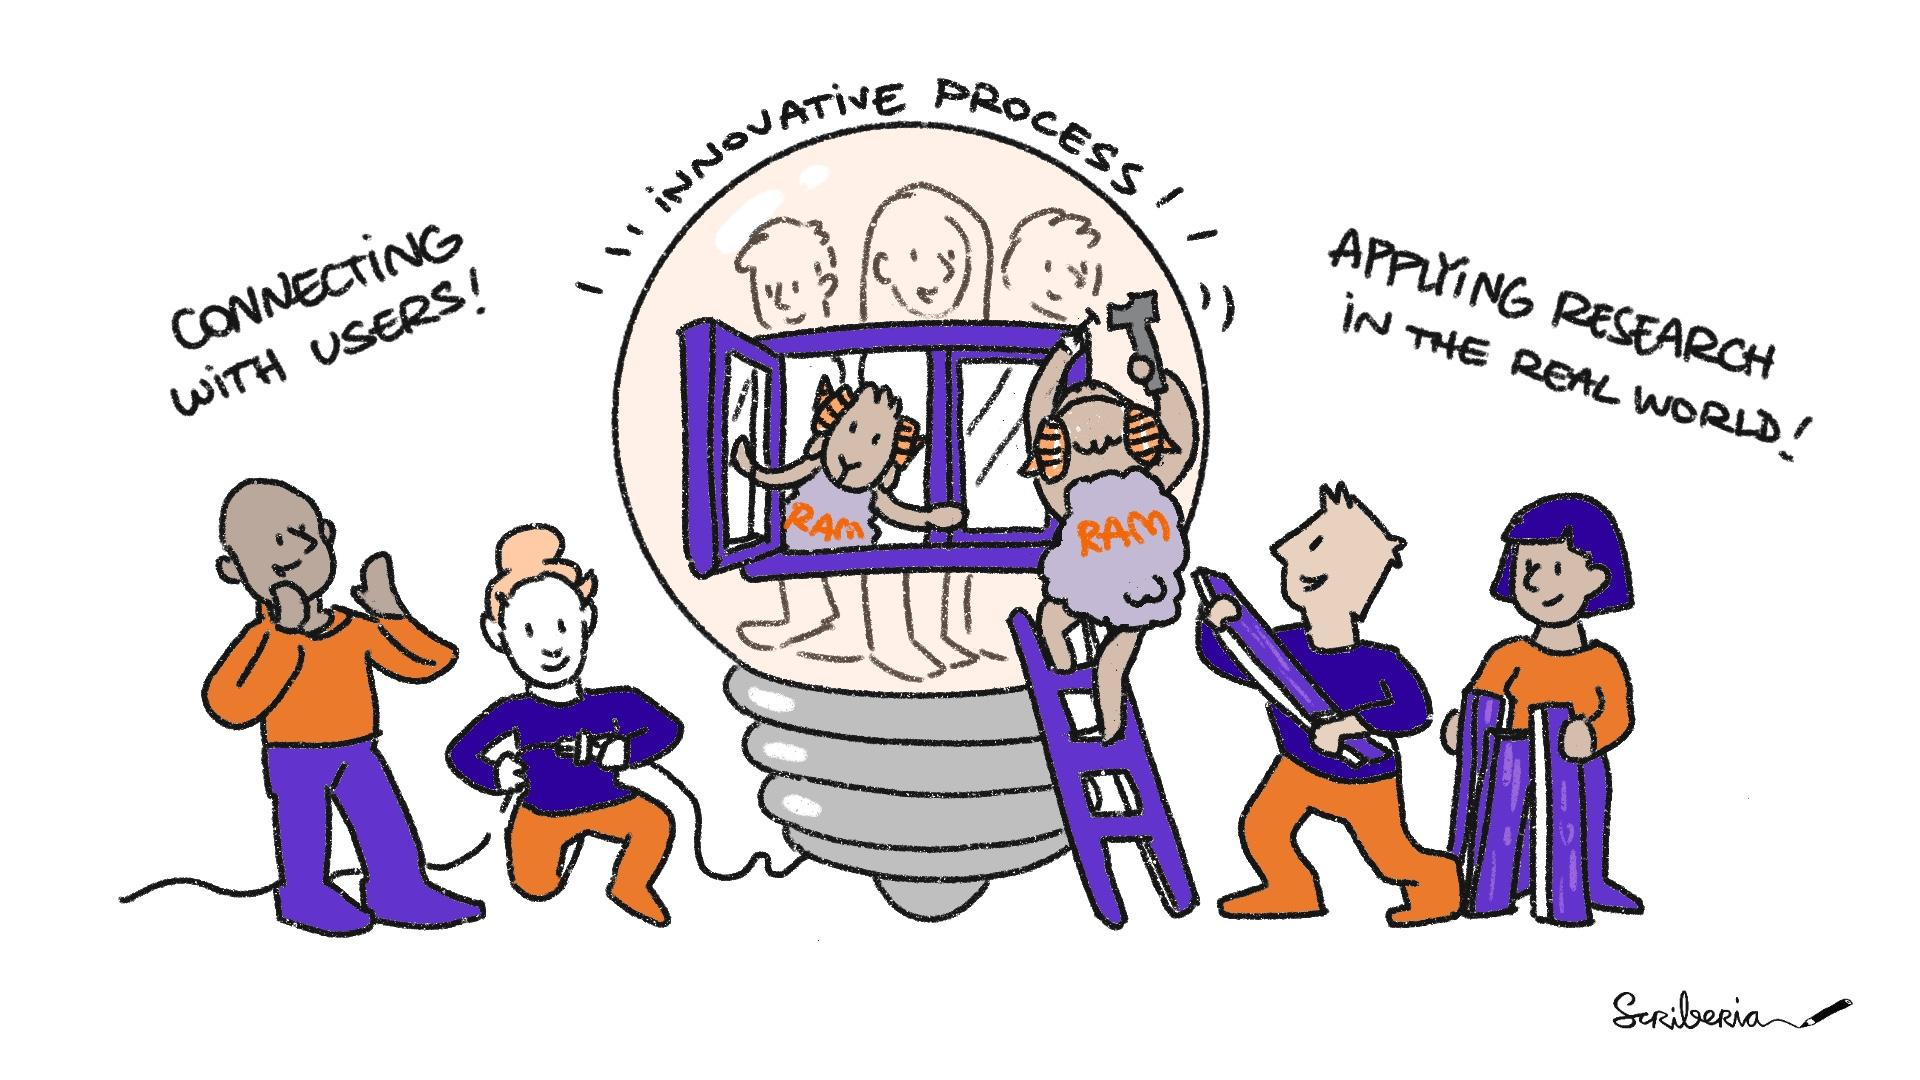 INNOVATIVE PROCESS!
CONNECTING
WITH USERS!
APPLYING RESEARCH
IN THE REAL WORLD!
RAM
RAM
Scriberia